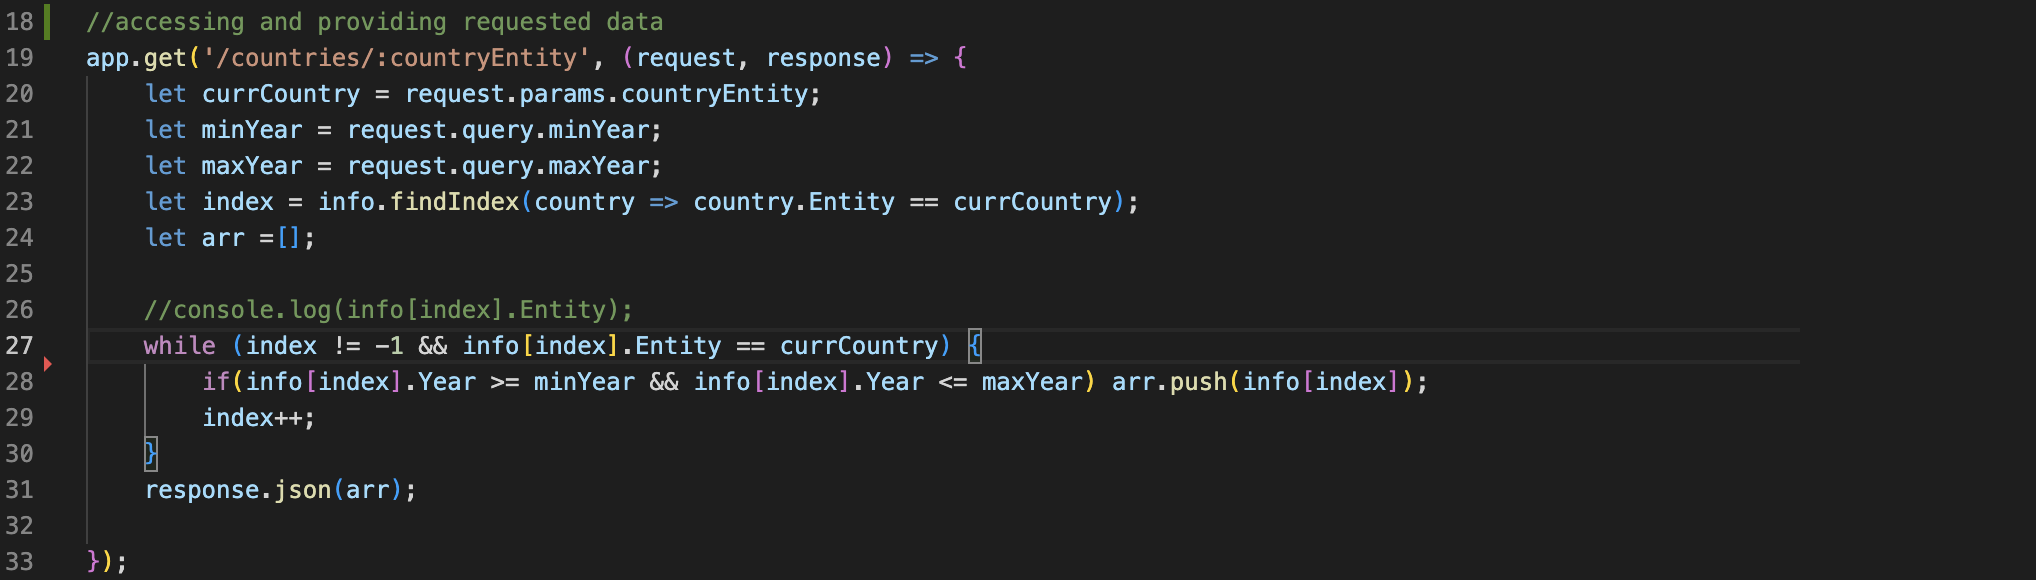 18 //accessing and providing requested data
19 app.get('/countries/:countryEntity', (request, response) => {
20 let currCountry = request.params.countryEntity;
21 let minYear = request.query.minYear;
22 let maxYear = request.query.maxYear;
23 let index = info.findIndex(country => country.Entity == currCountry);
24 let arr =[];
25
26 //console.log(info[index].Entity);
27 while (index != -1 && info[index].Entity == currCountry) {
28 if(info[index].Year >= minYear && info[index].Year <= maxYear) arr.push(info[index]);
29 index++;
30 }
31 response.json(arr);
32
33 });